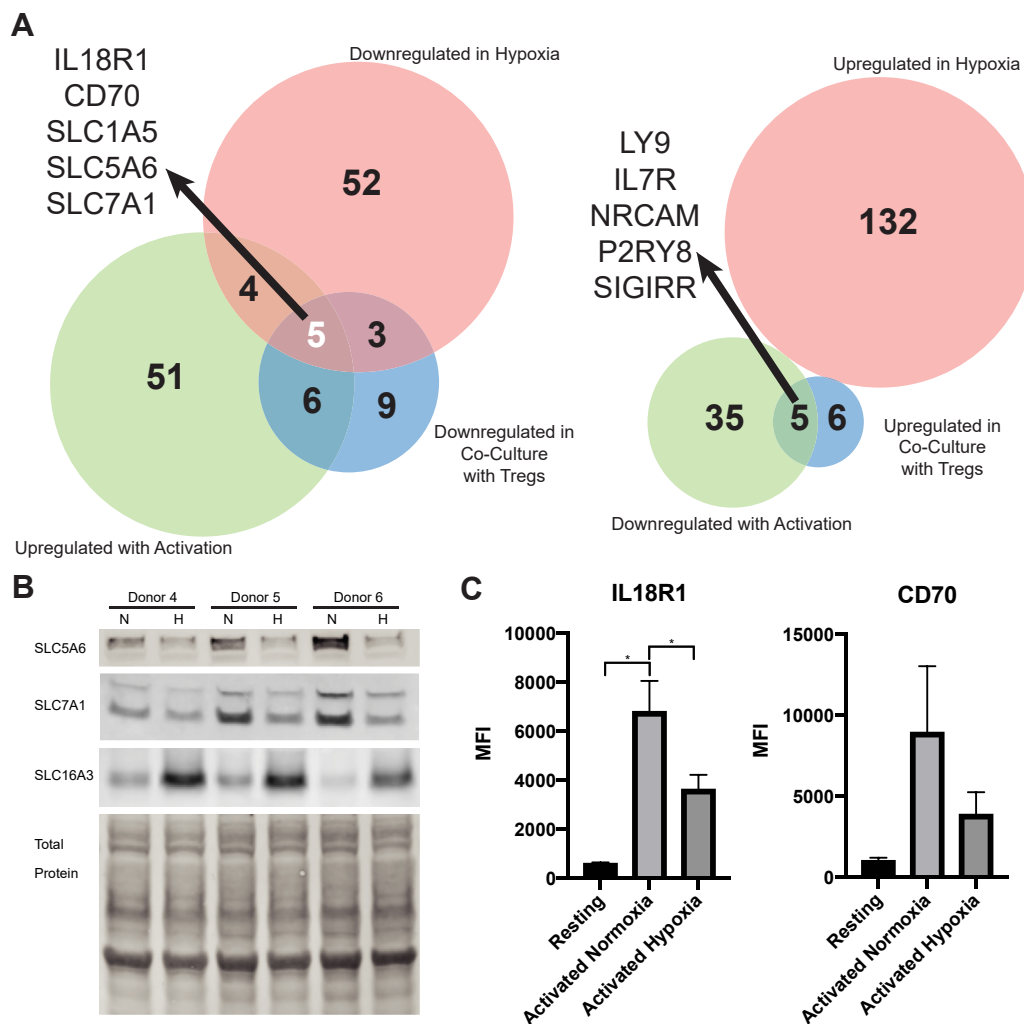 A
IL18R1
CD70
SLC1A5
SLC5A6
SLC7A1
Downregulated in Hypoxia
52
4
5
3
51
6
9
Downregulated in
Co-Culture
with Tregs
Upregulated with Activation
Upregulated in Hypoxia
LY9
IL7R
NRCAM
P2RY8
SIGIRR
132
35
5
6
Upregulated in
Co-Culture
with Tregs
Downregulated with Activation
B
Donor 4 Donor 5 Donor 6
N H N H N H
SLC5A6
SLC7A1
SLC16A3
Total
Protein
C
IL18R1
MFI
10000
8000
6000
4000
2000
0
*
*
Resting
Activated Normoxia
Activated Hypoxia
CD70
MFI
15000
10000
5000
0
Resting
Activated Normoxia
Activated Hypoxia